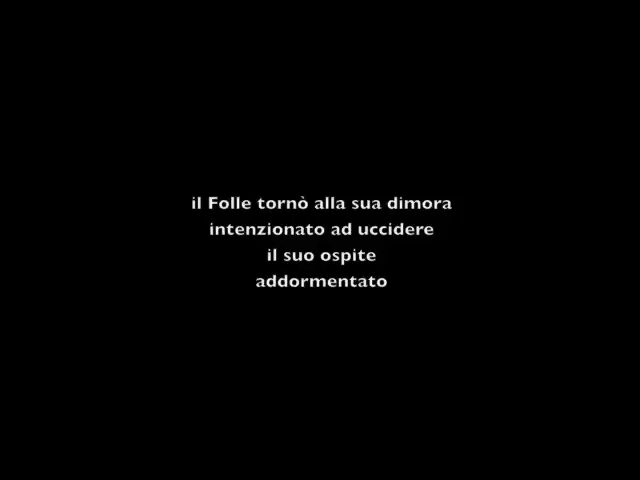 il Folle tornò alla sua dimora
intenzionato ad uccidere
il suo ospite
addormentato